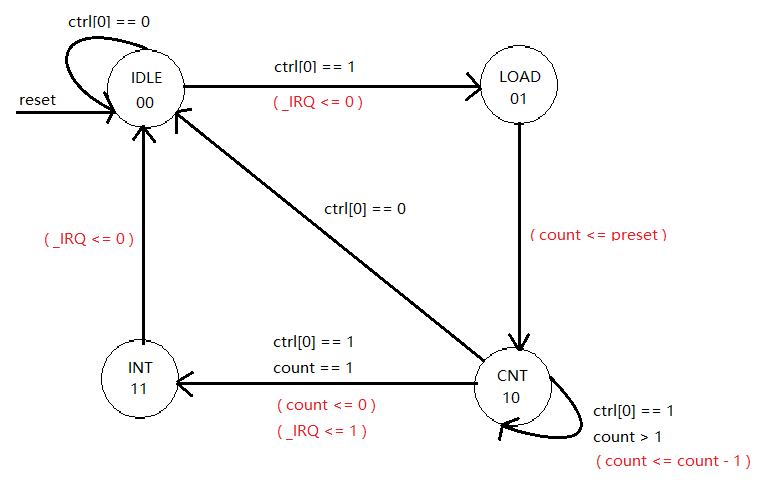 ctrl[0] == 0
IDLE
00
reset
ctrl[0] == 1
( _IRQ <= 0 )
LOAD
01
ctrl[0] == 0
( _IRQ <= 0 )
( count <= preset )
ctrl[0] == 1
count == 1
( count <= 0 )
( _IRQ <= 1 )
INT
11
CNT
10
ctrl[0] == 1
count > 1
( count <= count - 1 )